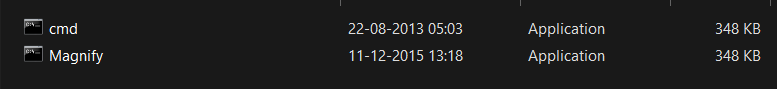 cmd 22-08-2013 05:03 Application 348 KB
Magnify 11-12-2015 13:18 Application 348 KB